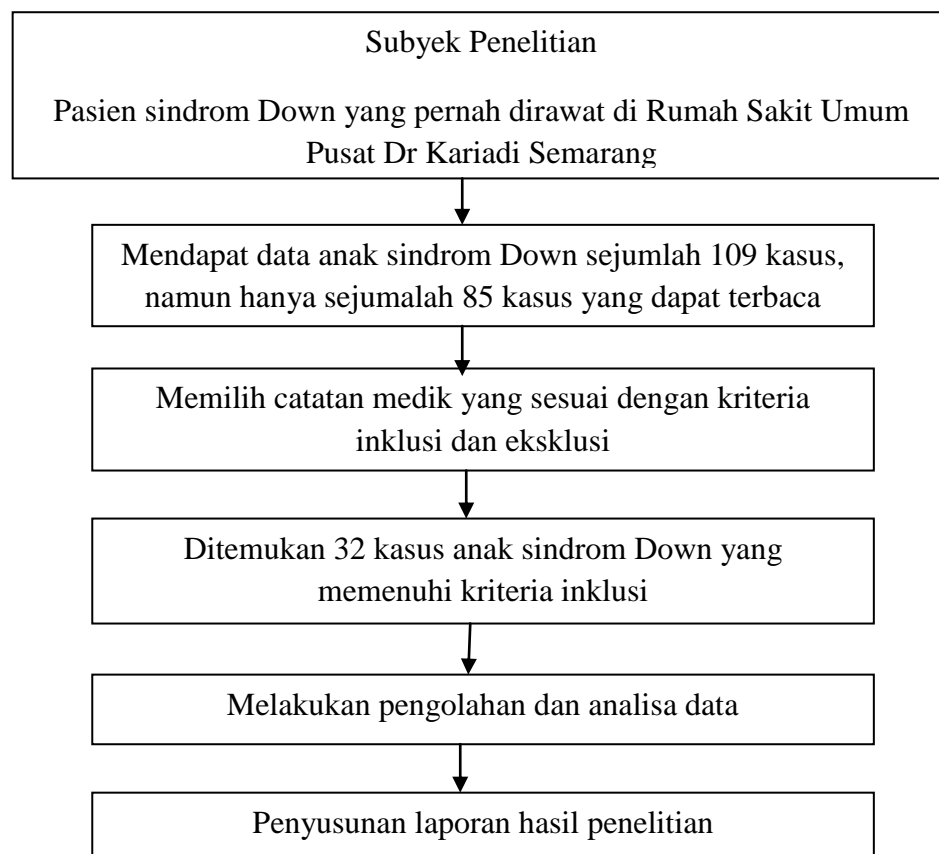 Subyek Penelitian
Pasien sindrom Down yang pernah dirawat di Rumah Sakit Umum
Pusat Dr Kariadi Semarang
Mendapat data anak sindrom Down sejumlah 109 kasus,
namun hanya sejumalah 85 kasus yang dapat terbaca
Memilih catatan medik yang sesuai dengan kriteria
inklusi dan eksklusi
Ditemukan 32 kasus anak sindrom Down yang
memenuhi kriteria inklusi
Melakukan pengolahan dan analisa data
Penyusunan laporan hasil penelitian